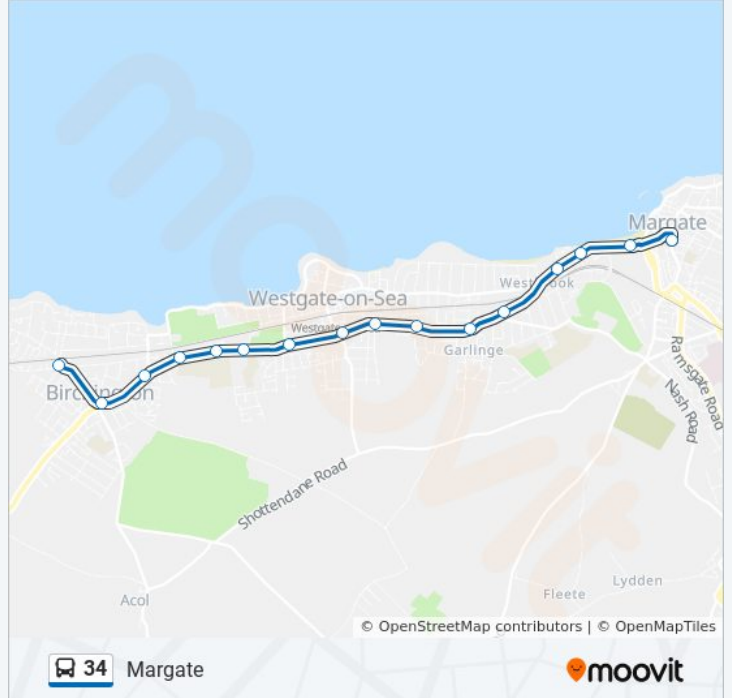 Margate
Westgate-on-Sea
Westbrook
Westgate
Garlinge
Birchington
Ramsgate Road
Nash Road
Shottendane Road
Acol
Lydden
Fleete
moovit
© OpenStreetMap contributors | © OpenMapTiles
34 Margate
moovit